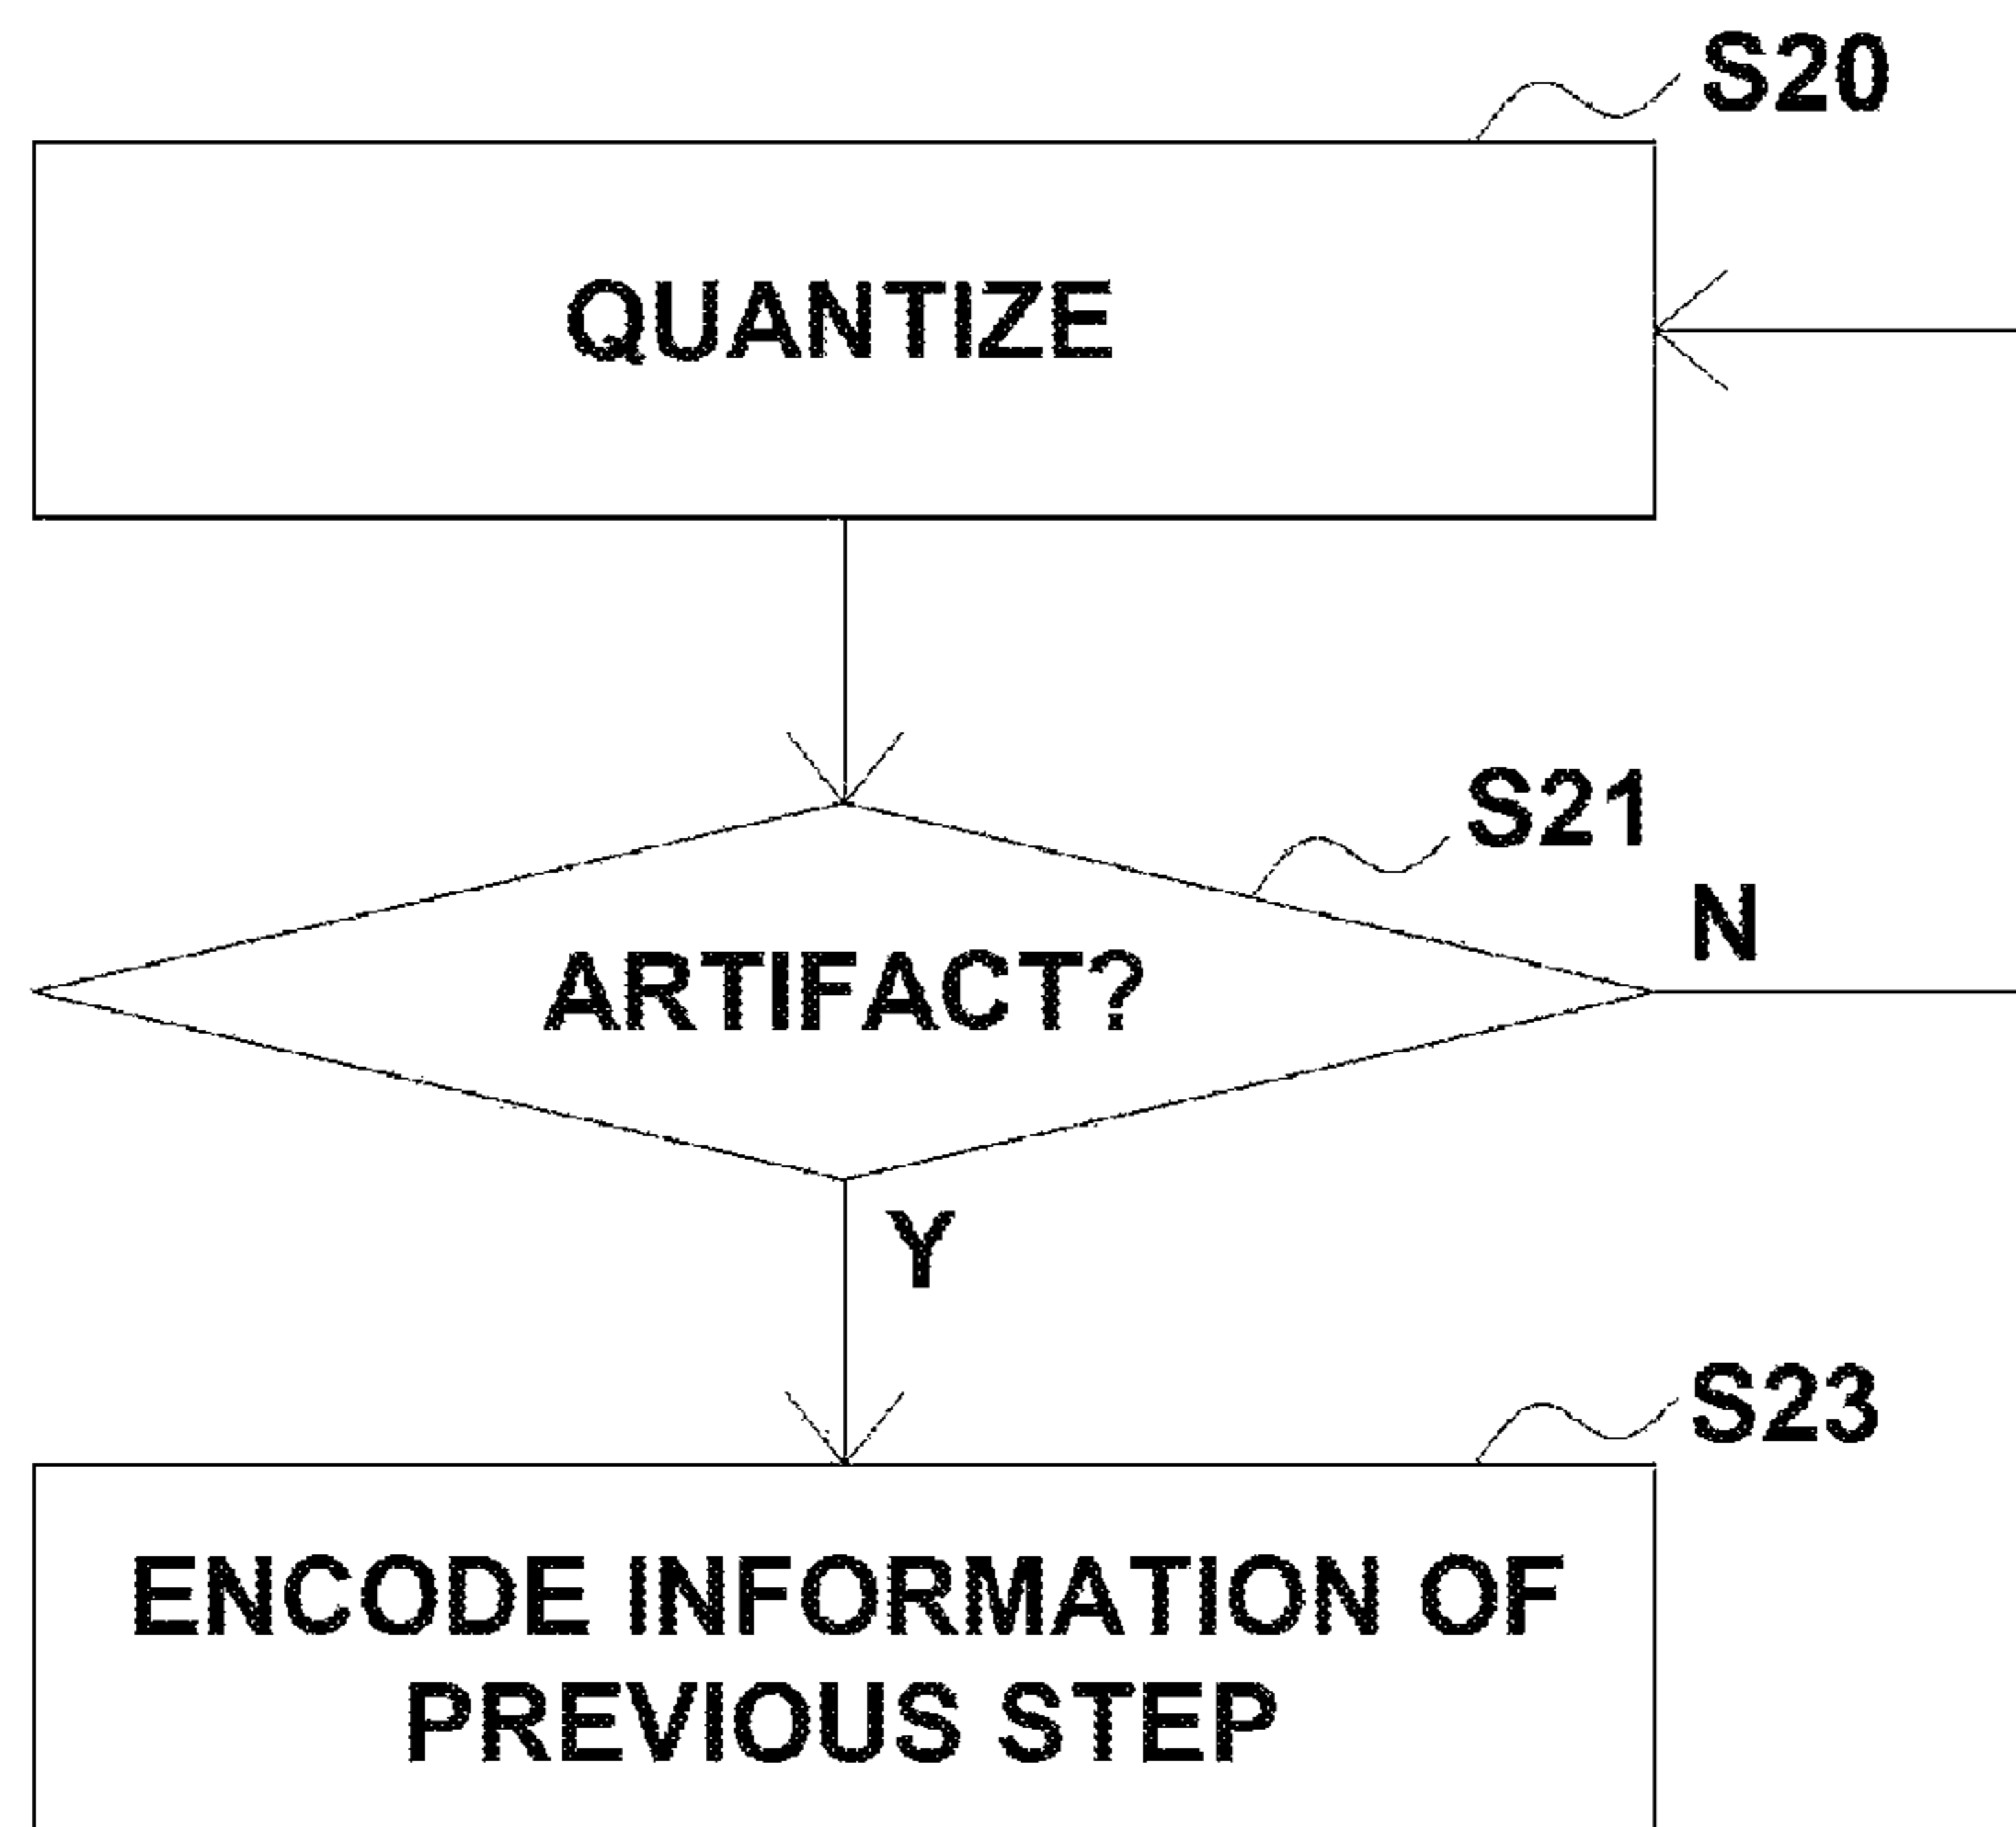 S20
QUANTIZE
S21
N
ARTIFACT?
Y
S23
ENCODE INFORMATION OF
PREVIOUS STEP